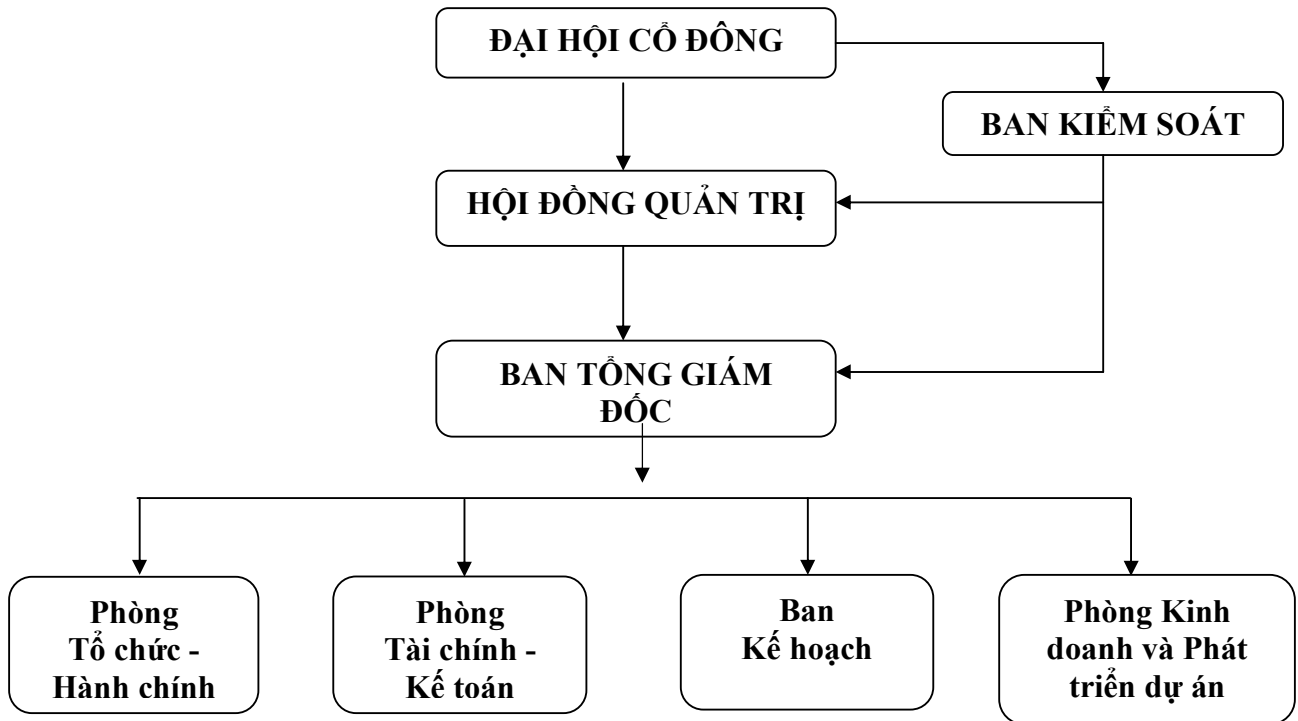 ĐẠI HỘI CỔ ĐÔNG
BAN KIỂM SOÁT
HỘI ĐỒNG QUẢN TRỊ
BAN TỔNG GIÁM
ĐỐC
Phòng
Tổ chức -
Hành chính
Phòng
Tài chính -
Kế toán
Ban
Kế hoạch
Phòng Kinh
doanh và Phát
triển dự án